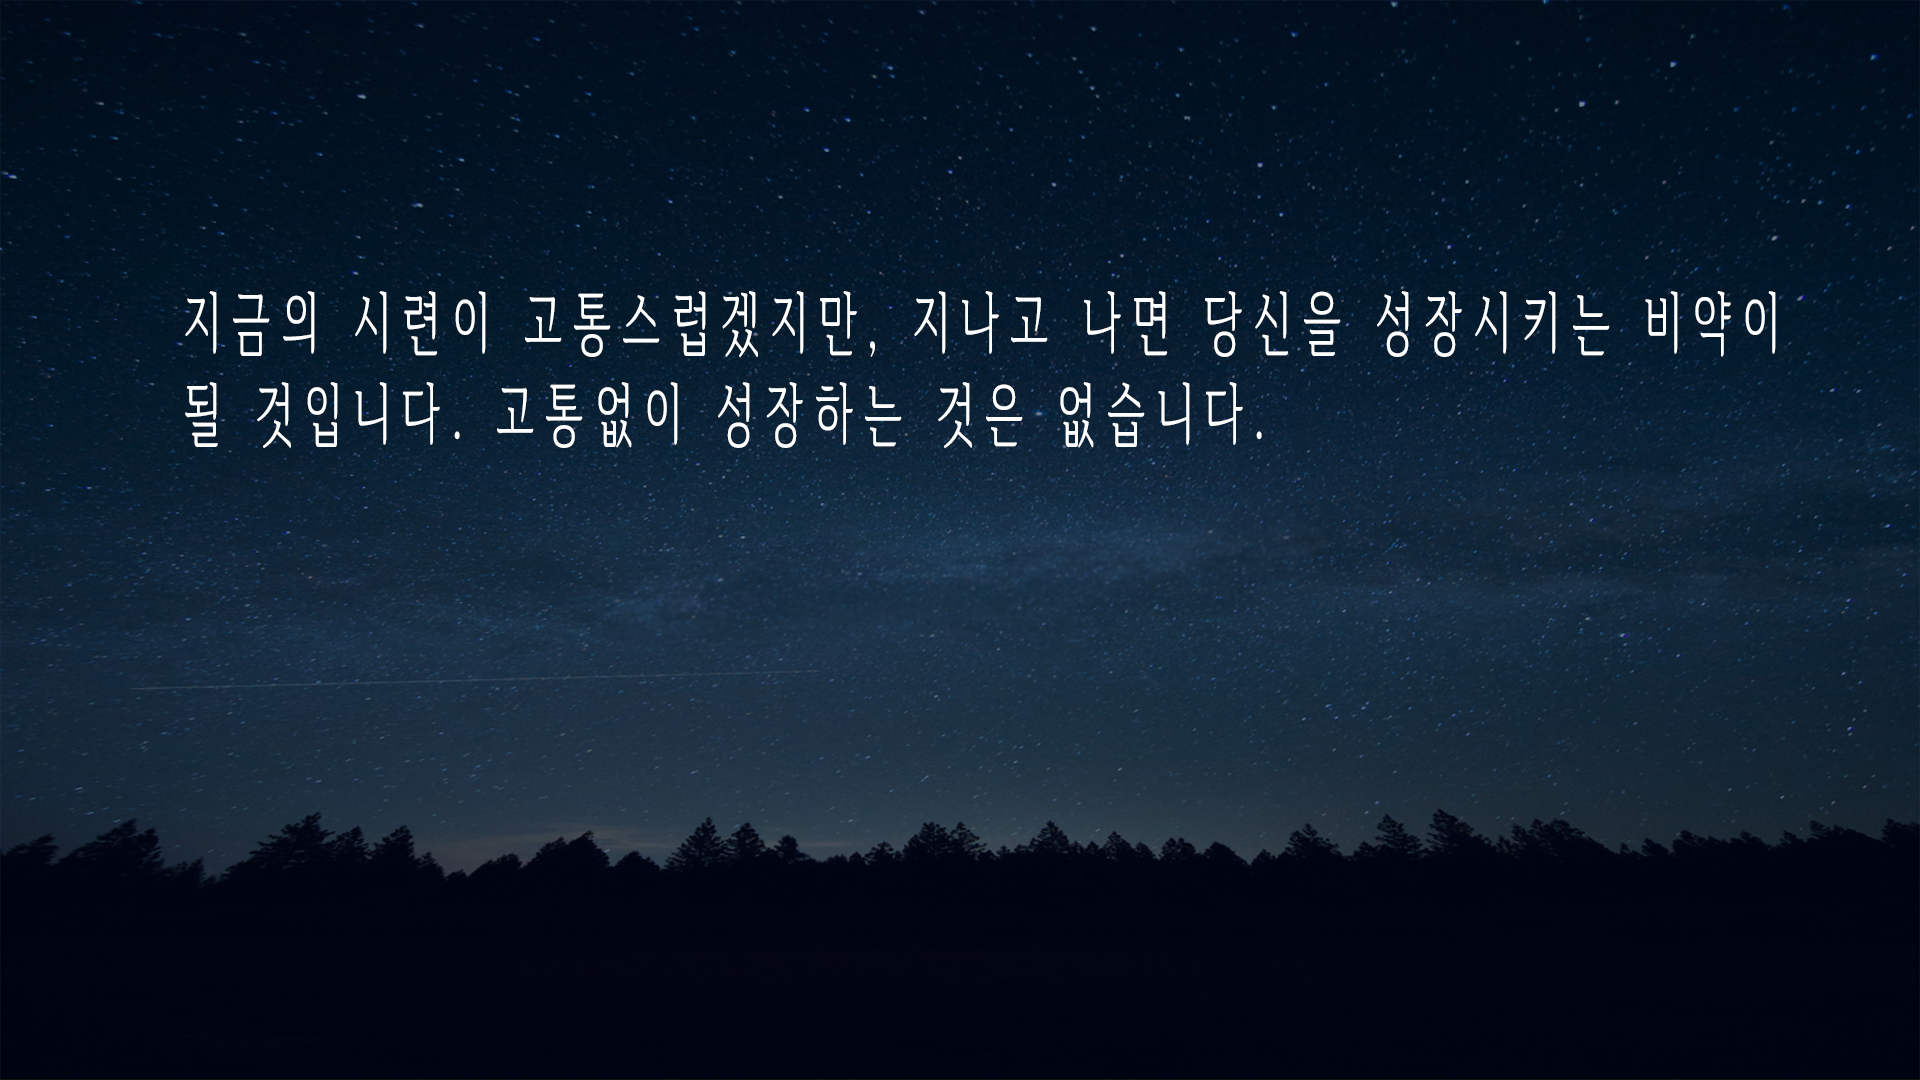 지금의 시련이 고통스럽겠지만, 지나고 나면 당신을 성장시키는 비약이
될 것입니다. 고통없이 성장하는 것은 없습니다.